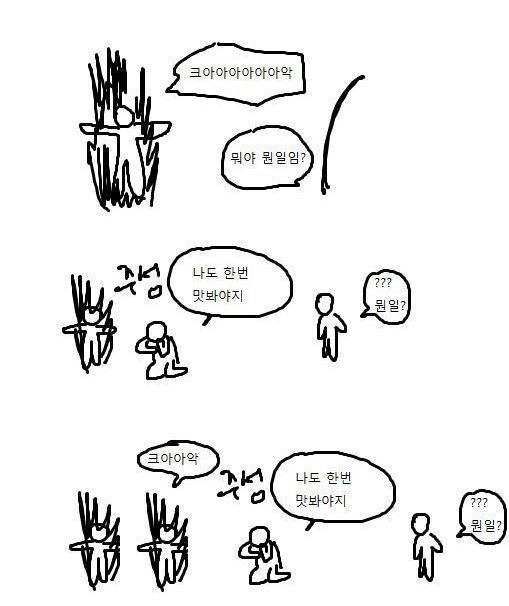 크아아아아아아악
뭐야 뭔일임?
주섬
나도 한번
맛봐야지
???
뭔일?
크아아악
주섬
나도 한번
맛봐야지
???
뭔일?